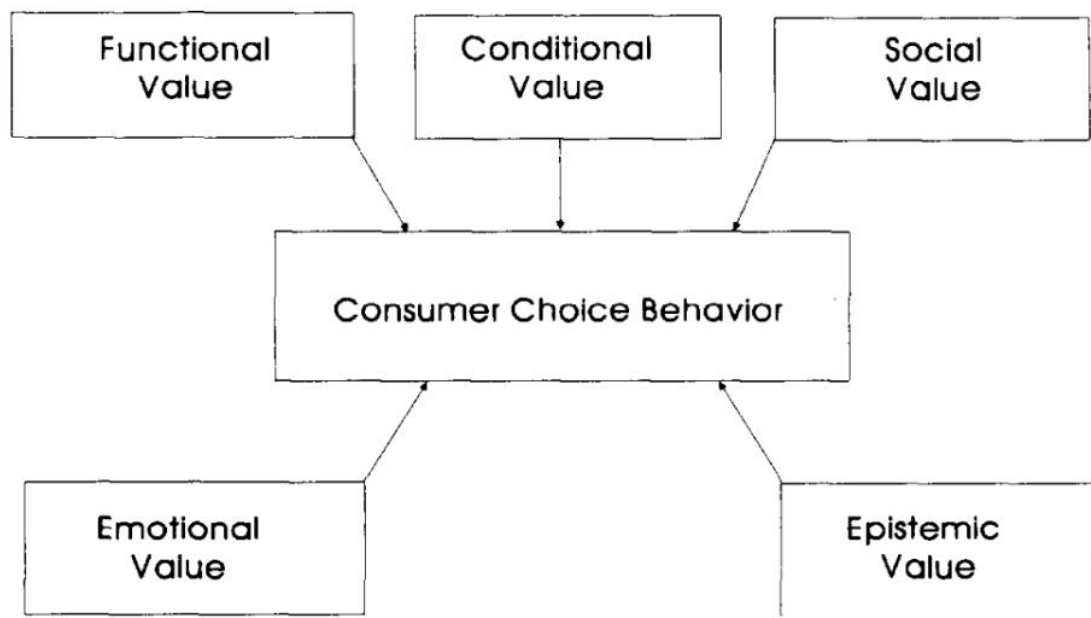 Functional
Value
Conditional
Value
Social
Value
Consumer Choice Behavior
Emotional
Value
Epistemic
Value